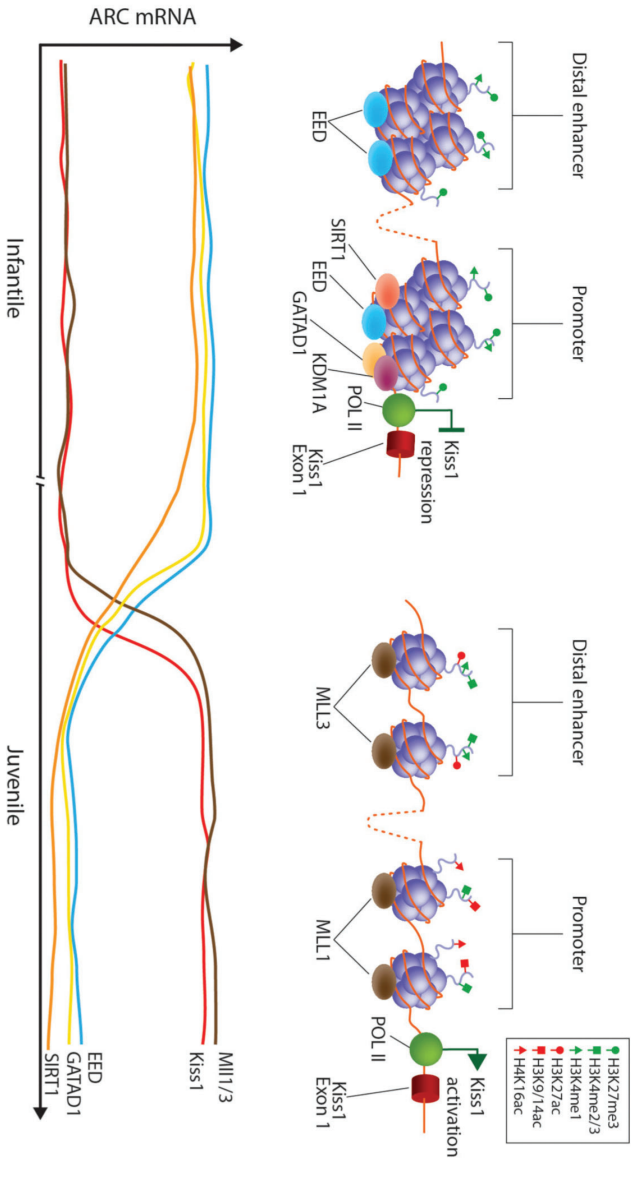 Distal enhancer
Promoter
EED
SIRT1
EED
GATAD1
KDM1A
POL II
Kiss1
Exon 1
Kiss1
repression
Distal enhancer
Promoter
MLL3
MLL1
POL II
Kiss1
Exon 1
Kiss1
activation
H3K27me3
H3K4me2/3
H3K4me1
H3K27ac
H3K9/14ac
H4K16ac
ARC mRNA
Mll1/3
Kiss1
EED
GATAD1
SIRT1
Infantile
Juvenile